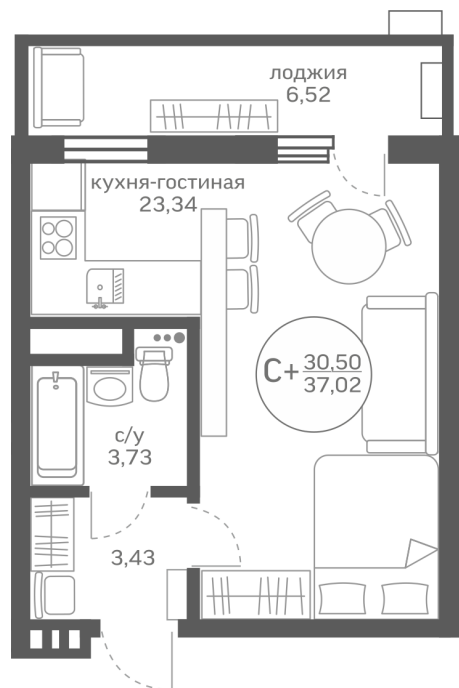 лоджия
6,52
кухня-гостиная
23,34
С+ 30,50
37,02
с/у
3,73
3,43